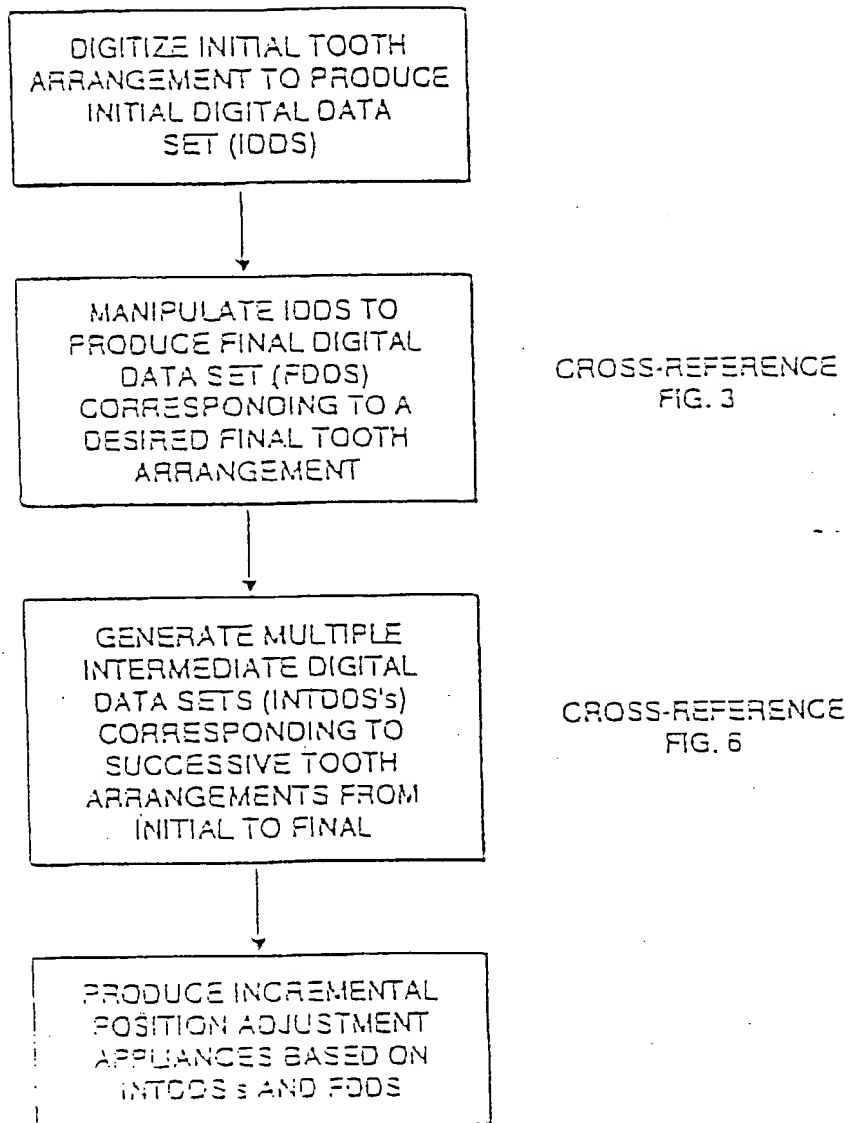 DIGITIZE INITIAL TOOTH
ARRANGEMENT TO PRODUCE
INITIAL DIGITAL DATA
SET (IDDS)
MANIPULATE IDDS TO
PRODUCE FINAL DIGITAL
DATA SET (FDDS)
CORRESPONDING TO A
DESIRED FINAL TOOTH
ARRANGEMENT
CROSS-REFERENCE
FIG. 3
GENERATE MULTIPLE
INTERMEDIATE DIGITAL
DATA SETS (INTDDS's)
CORRESPONDING TO
SUCCESSIVE TOOTH
ARRANGEMENTS FROM
INITIAL TO FINAL
CROSS-REFERENCE
FIG. 6
PRODUCE INCREMENTAL
POSITION ADJUSTMENT
APPLIANCES BASED ON
INTDDS's AND FDDS